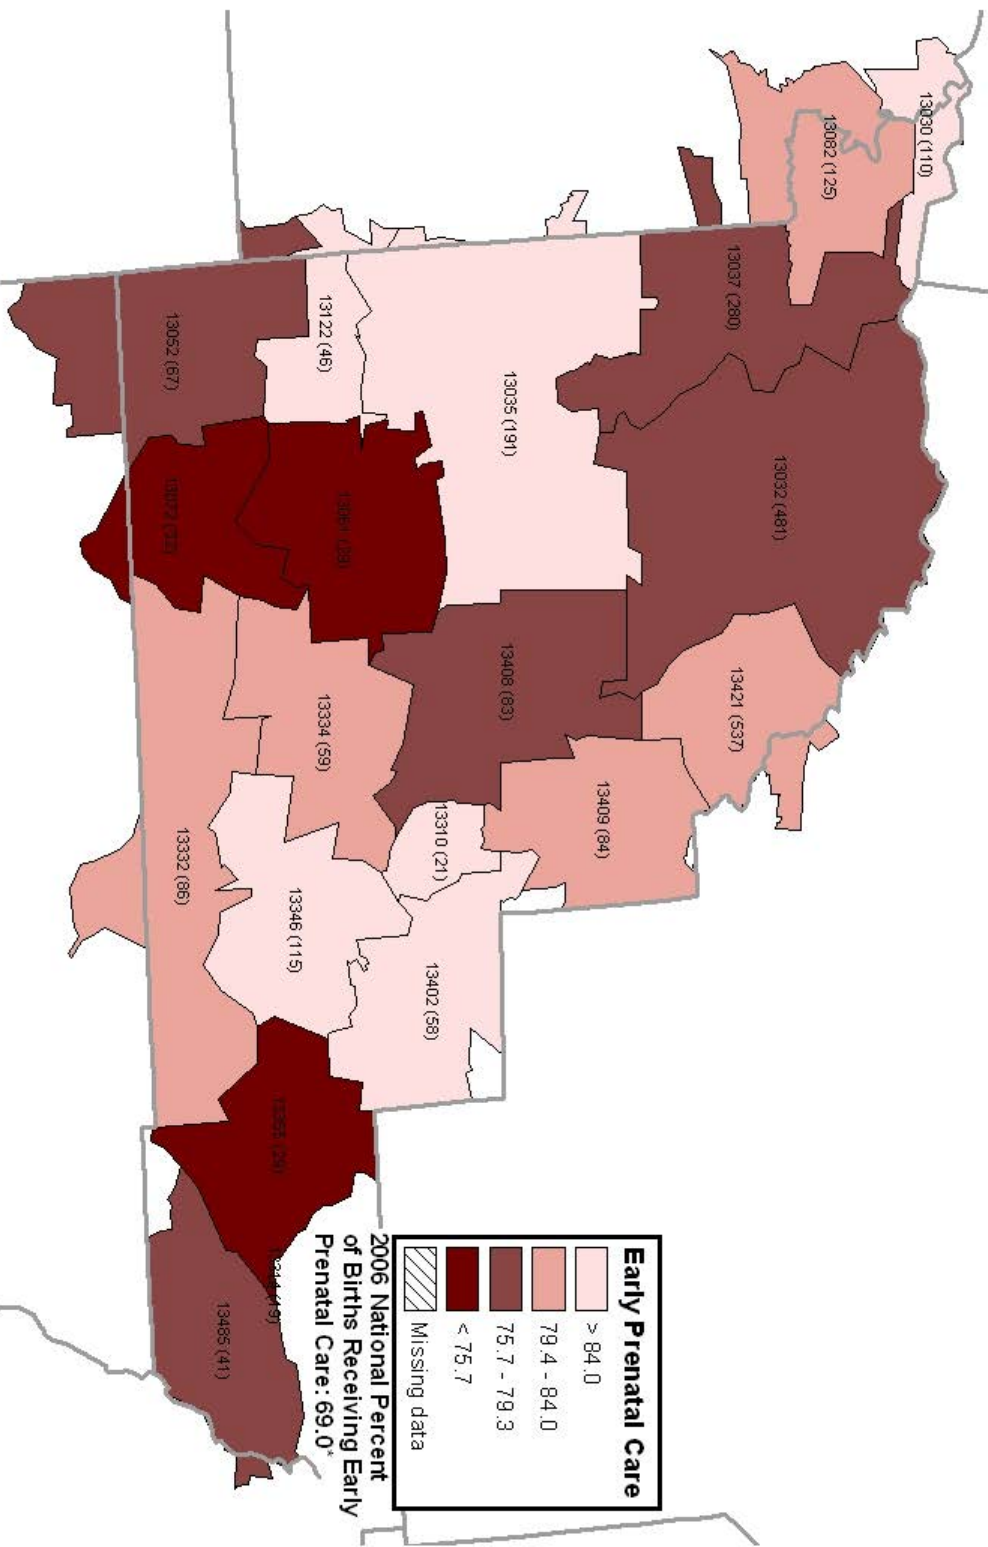 Early Prenatal Care
> 84.0
79.4 - 84.0
75.7 - 79.3
< 75.7
Missing data
2006 National Percent
of Births Receiving Early
Prenatal Care: 69.0*
13030 (110)
13082 (125)
13037 (280)
13032 (481)
13035 (191)
13122 (46)
13052 (67)
13421 (537)
13408 (83)
13409 (84)
13334 (59)
13310 (21)
13402 (58)
13346 (115)
13332 (86)
13485 (41)